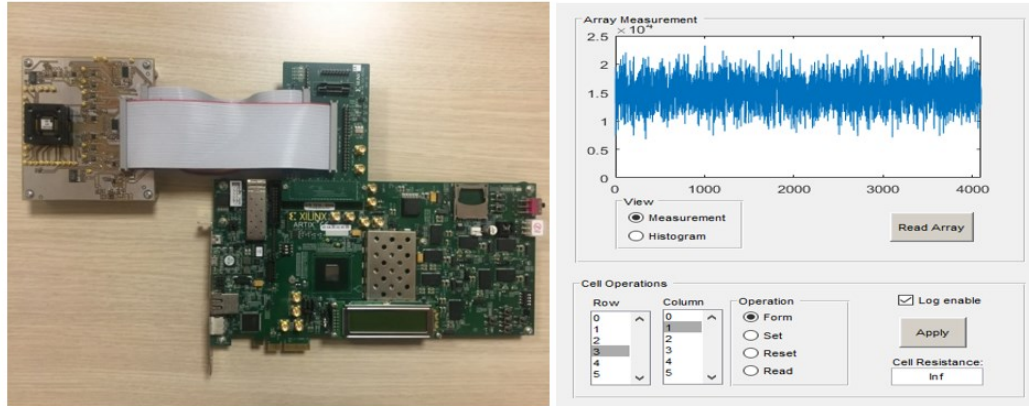 XILINX
ARTIX
Array Measurement
× 10⁴
2.5
2
1.5
1
0.5
0
0 1000 2000 3000 4000
View
Measurement
Histogram
Read Array
Cell Operations
Row
0
1
2
3
4
5
Column
0
1
2
3
4
5
Operation
Form
Set
Reset
Read
Log enable
Apply
Cell Resistance:
Inf